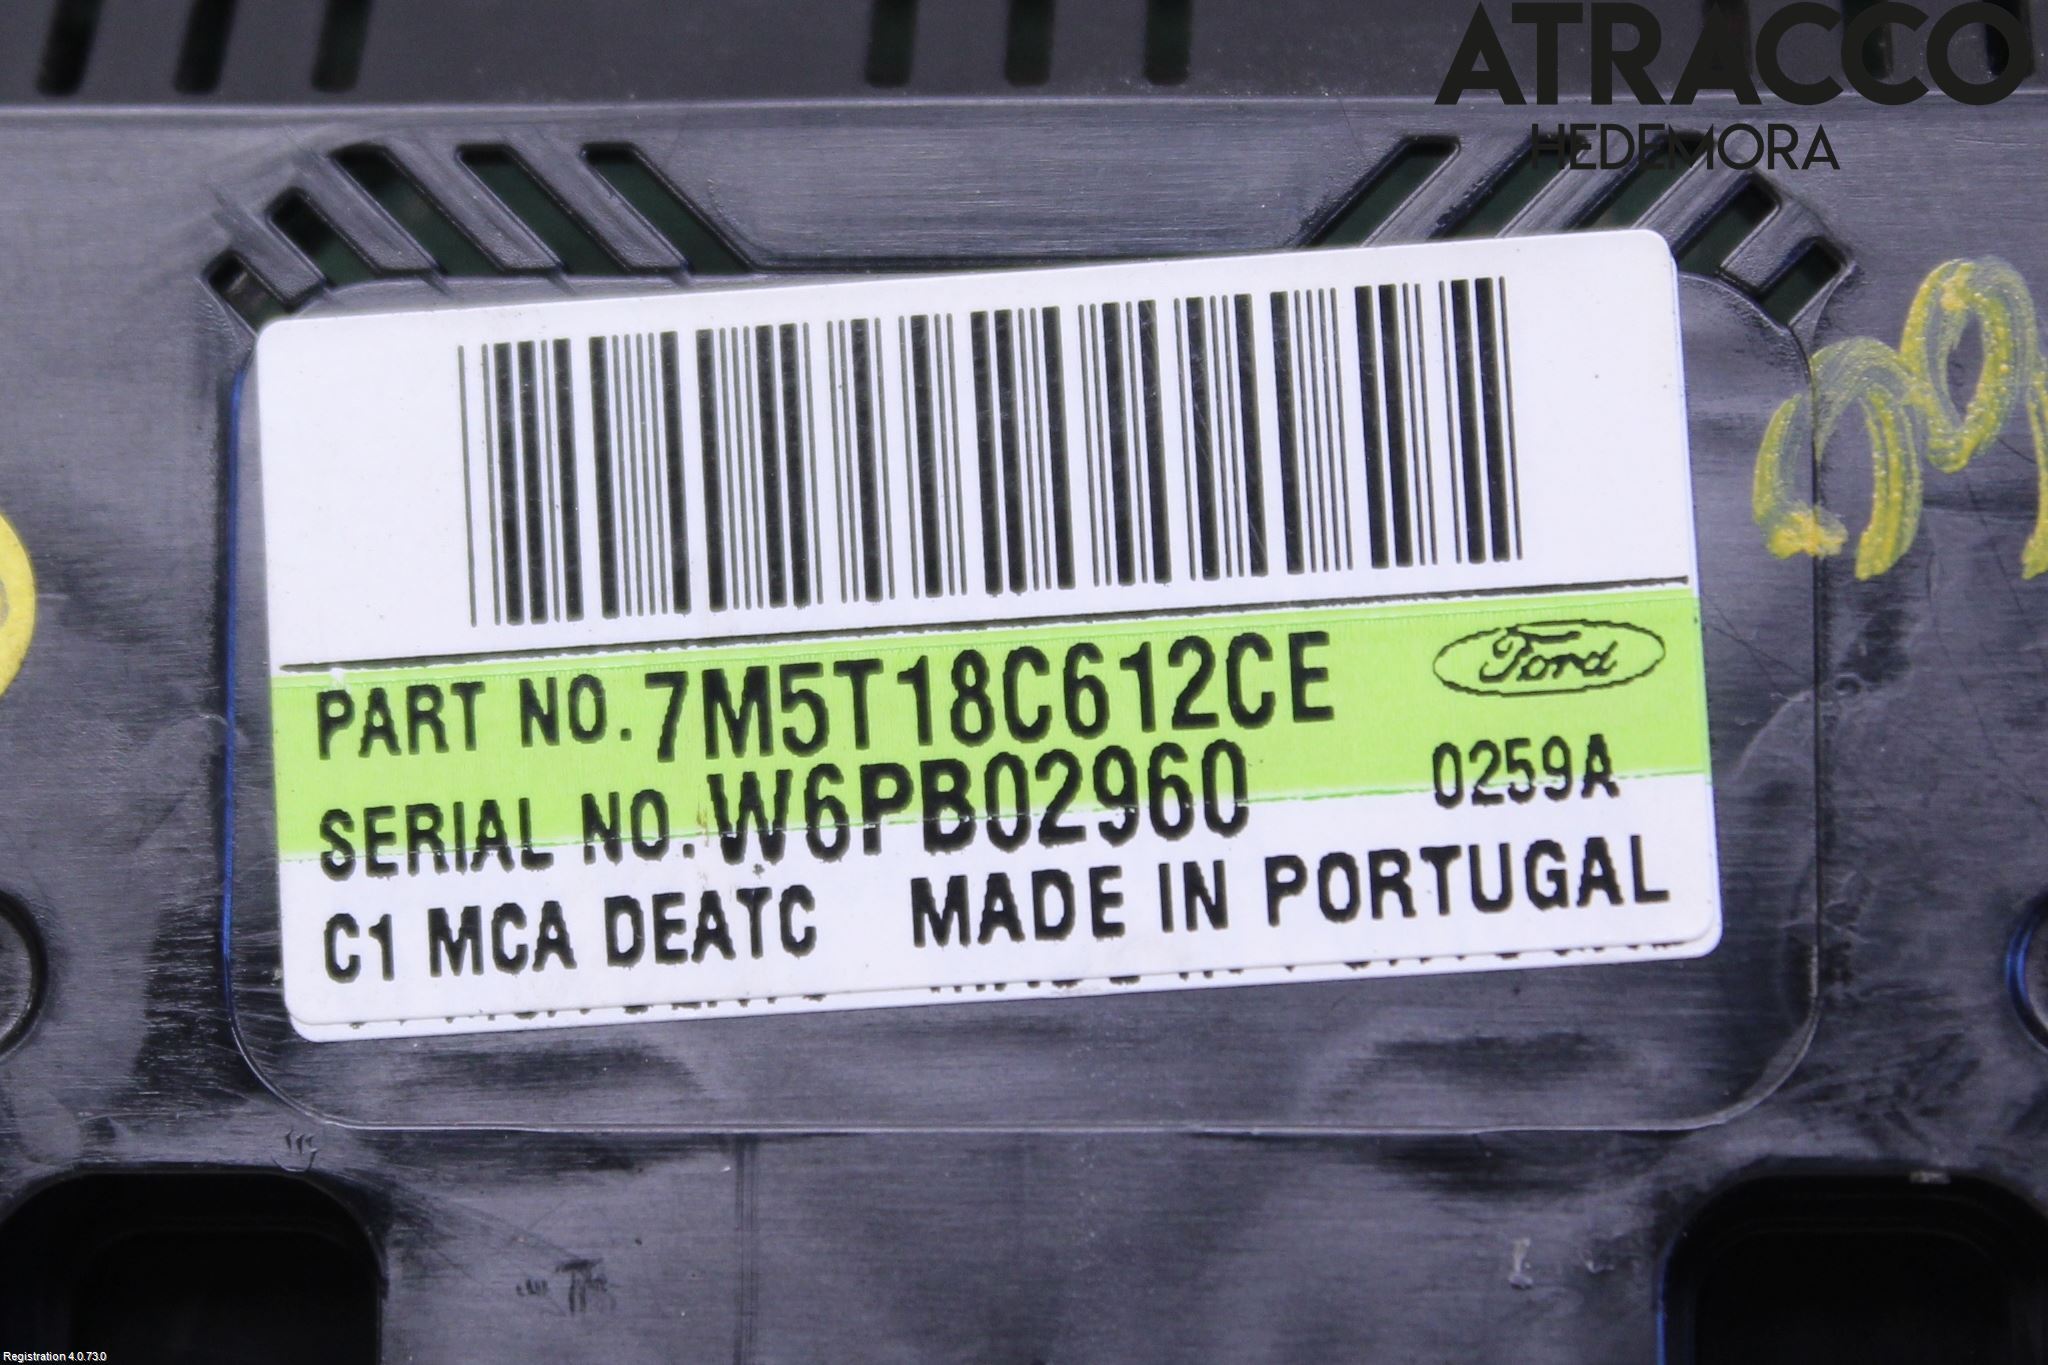 ATRACCO
HEDEMORA
PART NO. 7M5T18C612CE Ford
SERIAL NO. W6PB02960 0259A
C1 MCA DEATC MADE IN PORTUGAL
Registration 4.0.73.0